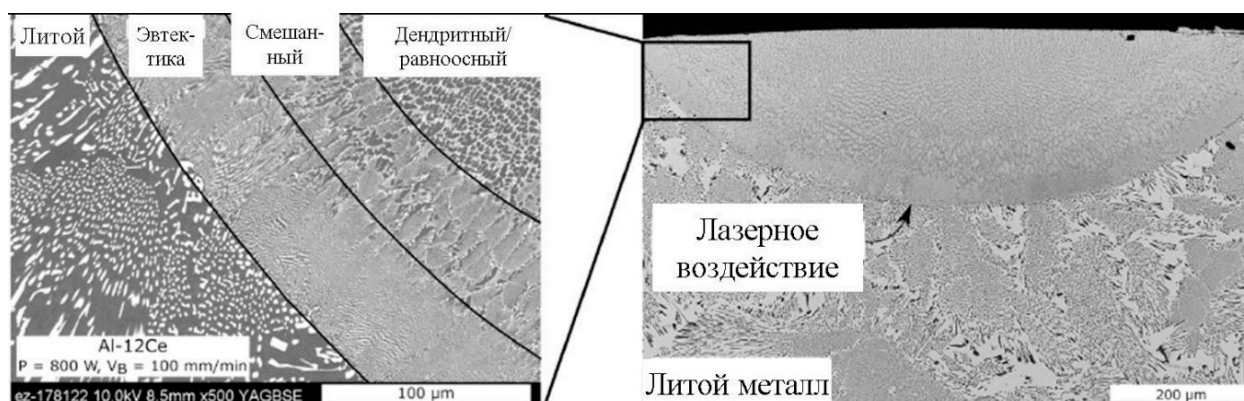 Литой
Эвтек-
тика
Смешан-
ный
Дендритный/
равноосный
Al-12Ce
P = 800 W, VB = 100 mm/min
100 µm
ez-178122 10.0kV 8.5mm x500 YAGBSE
Лазерное
воздействие
Литой металл
200 µm